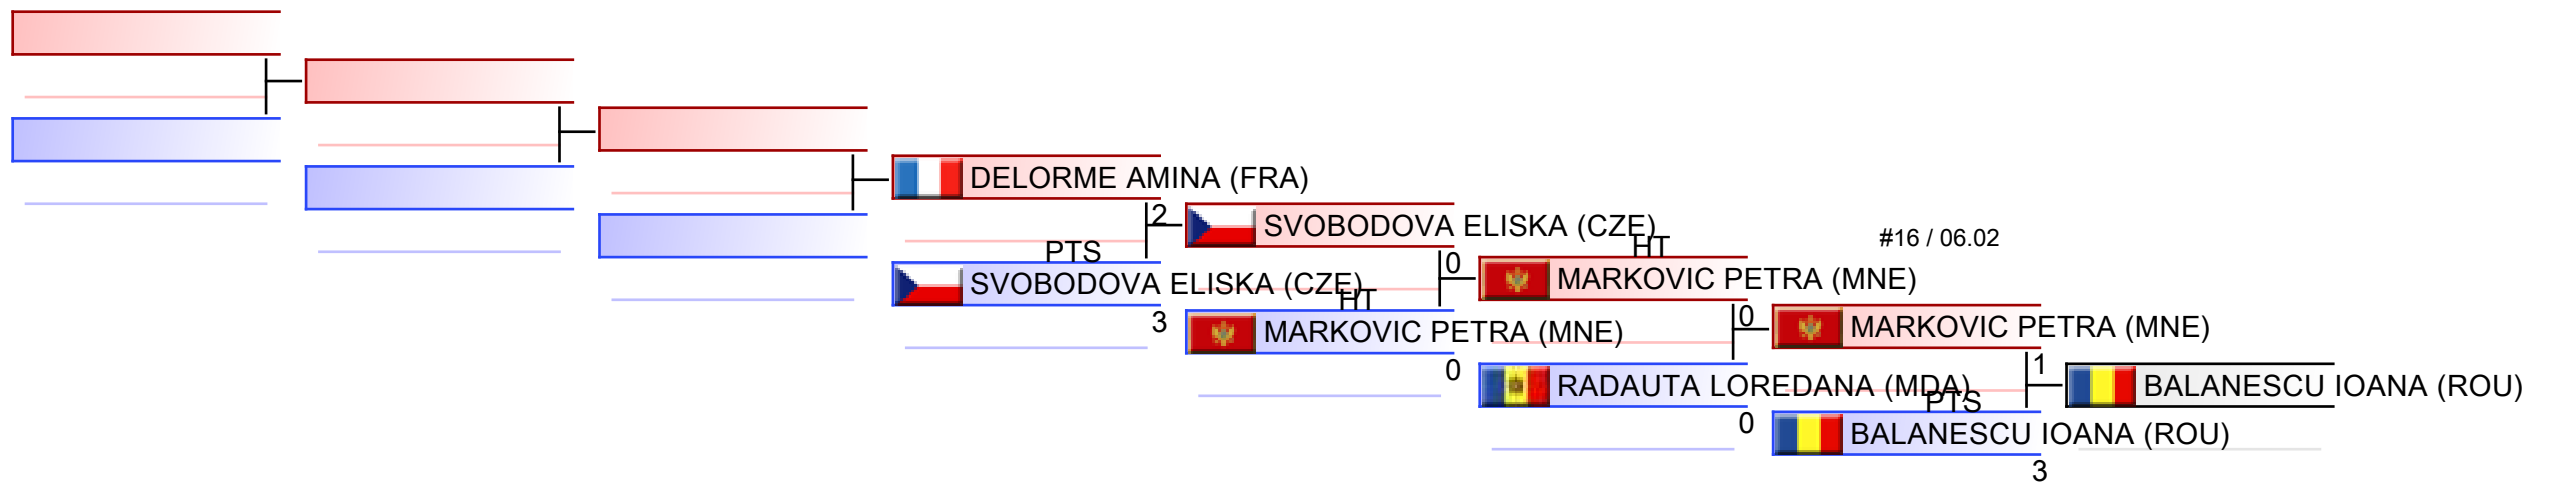 DELORME AMINA (FRA)
2
PTS
SVOBODOVA ELISKA (CZE)
3
SVOBODOVA ELISKA (CZE)
0
HT
MARKOVIC PETRA (MNE)
0
HT
MARKOVIC PETRA (MNE)
0
RADAUTA LOREDANA (MDA)
0
#16 / 06.02
MARKOVIC PETRA (MNE)
1
PTS
BALANESCU IOANA (ROU)
3
BALANESCU IOANA (ROU)